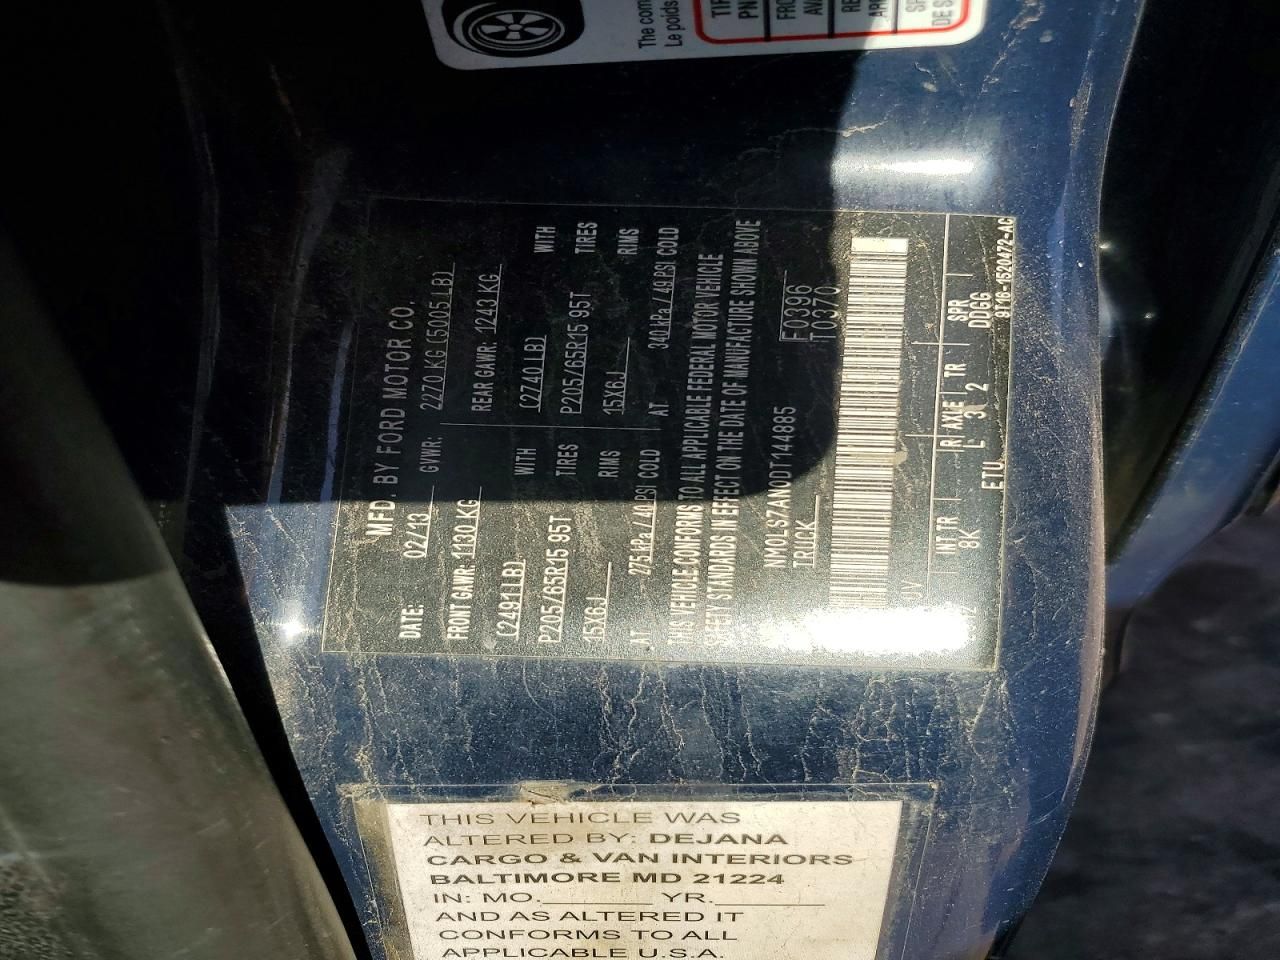 The com
Le poids
MFD. BY FORD MOTOR CO.
DATE: 02/13 GVWR: 2270 KG (5005 LB)
FRONT GAWR: 1130 KG REAR GAWR: 1243 KG
(2491 LB) WITH (2740 LB) WITH
P205/65R15 95T TIRES P205/65R15 95T TIRES
15X6J RIMS 15X6J RIMS
AT 275 kPa / 40 PSI COLD AT 340 kPa / 49 PSI COLD
THIS VEHICLE CONFORMS TO ALL APPLICABLE FEDERAL MOTOR VEHICLE
SAFETY STANDARDS IN EFFECT ON THE DATE OF MANUFACTURE SHOWN ABOVE
NM0LS7AN0DT144985 F0396
TRUCK T0370
INT TR R AXLE TR SPR
8K L 3 2 DDGG
ETU 9T16-1520472-AC
THIS VEHICLE WAS
ALTERED BY: DEJANA
CARGO & VAN INTERIORS
BALTIMORE MD 21224
IN: MO.________ YR.________
AND AS ALTERED IT
CONFORMS TO ALL
APPLICABLE U.S.A.